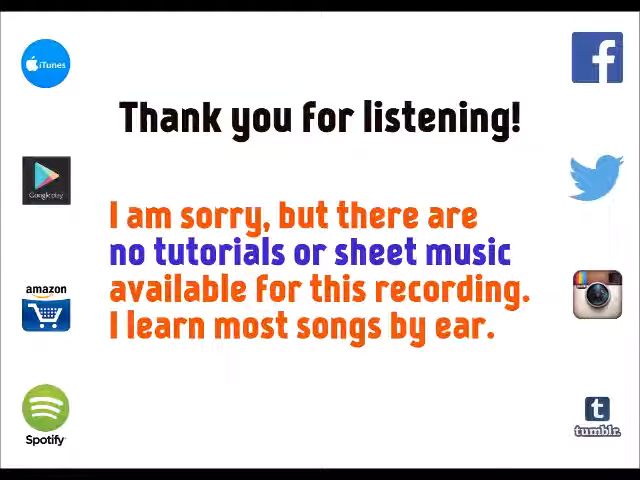 iTunes
Thank you for listening!
Google play
I am sorry, but there are
no tutorials or sheet music
available for this recording.
I learn most songs by ear.
amazon
Spotify
t
tumblr.